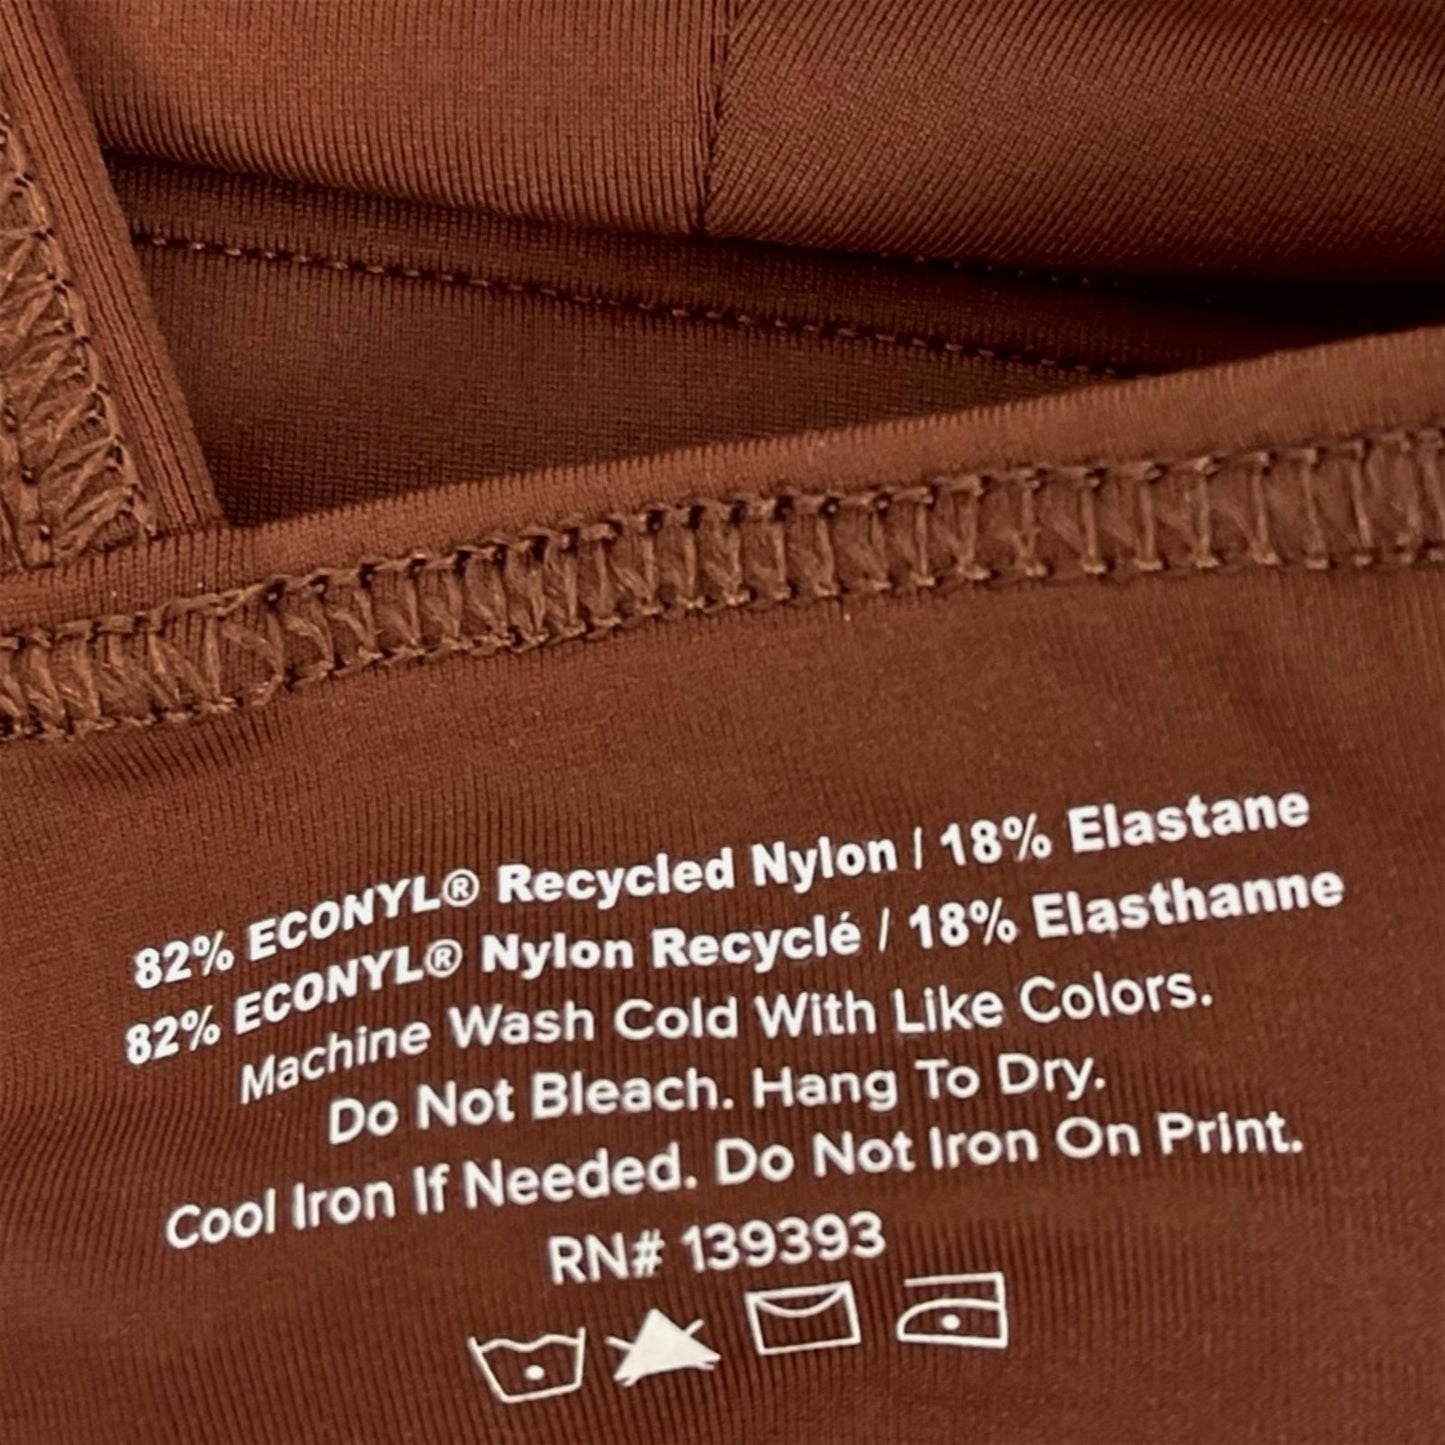 82% ECONYL® Recycled Nylon / 18% Elastane
82% ECONYL® Nylon Recyclé / 18% Elasthanne
Machine Wash Cold With Like Colors.
Do Not Bleach. Hang To Dry.
Cool Iron If Needed. Do Not Iron On Print.
RN# 139393